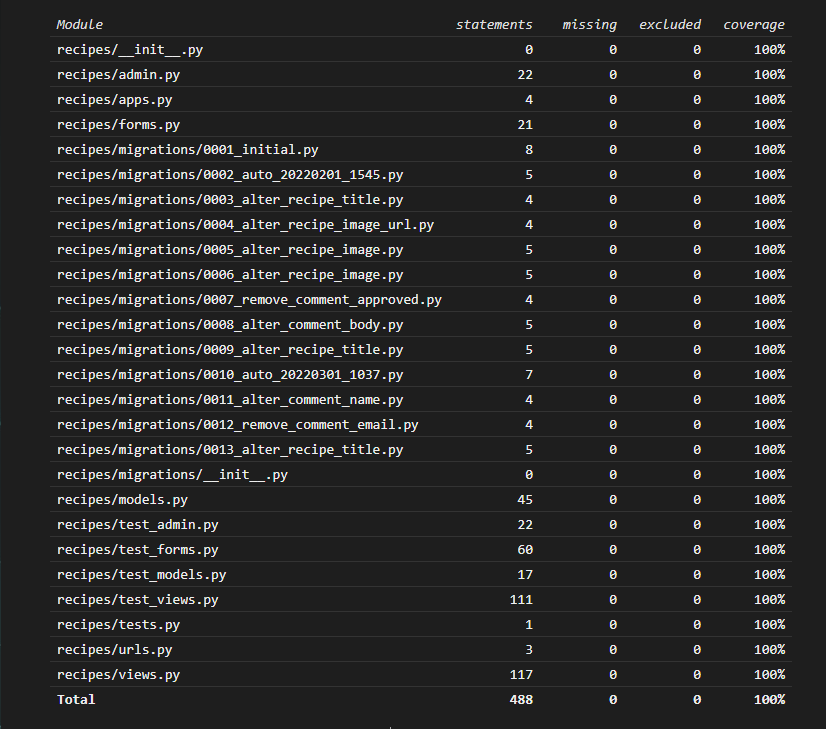 Module statements missing excluded coverage
recipes/__init__.py 0 0 0 100%
recipes/admin.py 22 0 0 100%
recipes/apps.py 4 0 0 100%
recipes/forms.py 21 0 0 100%
recipes/migrations/0001_initial.py 8 0 0 100%
recipes/migrations/0002_auto_20220201_1545.py 5 0 0 100%
recipes/migrations/0003_alter_recipe_title.py 4 0 0 100%
recipes/migrations/0004_alter_recipe_image_url.py 4 0 0 100%
recipes/migrations/0005_alter_recipe_image.py 5 0 0 100%
recipes/migrations/0006_alter_recipe_image.py 5 0 0 100%
recipes/migrations/0007_remove_comment_approved.py 4 0 0 100%
recipes/migrations/0008_alter_comment_body.py 5 0 0 100%
recipes/migrations/0009_alter_recipe_title.py 5 0 0 100%
recipes/migrations/0010_auto_20220301_1037.py 7 0 0 100%
recipes/migrations/0011_alter_comment_name.py 4 0 0 100%
recipes/migrations/0012_remove_comment_email.py 4 0 0 100%
recipes/migrations/0013_alter_recipe_title.py 5 0 0 100%
recipes/migrations/__init__.py 0 0 0 100%
recipes/models.py 45 0 0 100%
recipes/test_admin.py 22 0 0 100%
recipes/test_forms.py 60 0 0 100%
recipes/test_models.py 17 0 0 100%
recipes/test_views.py 111 0 0 100%
recipes/tests.py 1 0 0 100%
recipes/urls.py 3 0 0 100%
recipes/views.py 117 0 0 100%
Total 488 0 0 100%